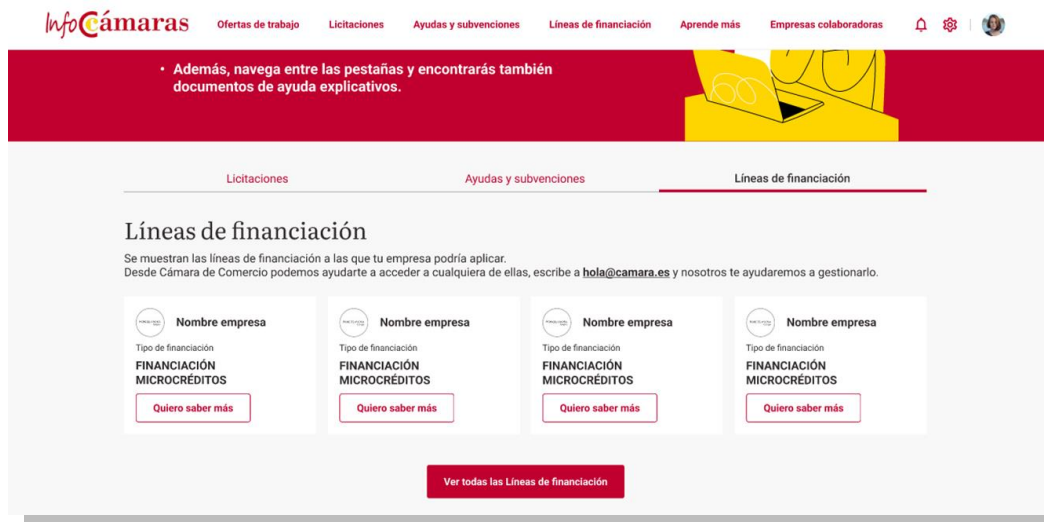 InfoCámaras
Ofertas de trabajo Licitaciones Ayudas y subvenciones Líneas de financiación Aprende más Empresas colaboradoras
• Además, navega entre las pestañas y encontrarás también
documentos de ayuda explicativos.
Licitaciones Ayudas y subvenciones Líneas de financiación
Líneas de financiación
Se muestran las líneas de financiación a las que tu empresa podría aplicar.
Desde Cámara de Comercio podemos ayudarte a acceder a cualquiera de ellas, escribe a hola@camara.es y nosotros te ayudaremos a gestionarlo.
Nombre empresa
Tipo de financiación
FINANCIACIÓN
MICROCRÉDITOS
Quiero saber más
Nombre empresa
Tipo de financiación
FINANCIACIÓN
MICROCRÉDITOS
Quiero saber más
Nombre empresa
Tipo de financiación
FINANCIACIÓN
MICROCRÉDITOS
Quiero saber más
Nombre empresa
Tipo de financiación
FINANCIACIÓN
MICROCRÉDITOS
Quiero saber más
Ver todas las Líneas de financiación